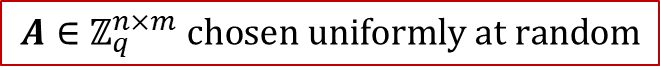 𝑨 ∈ ℤ_q^{n×m} chosen uniformly at random